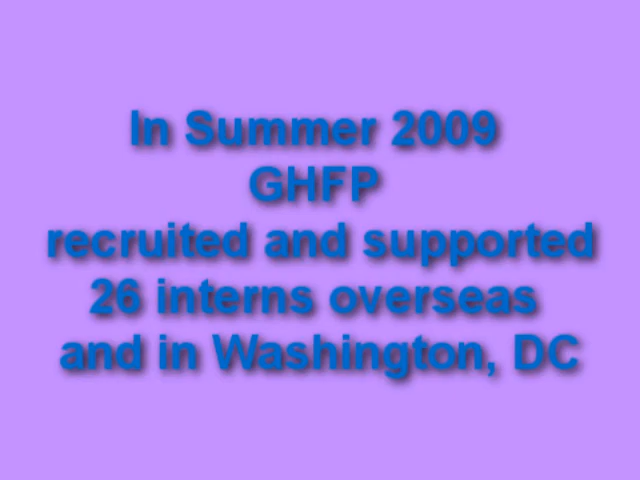 In Summer 2009
GHFP
recruited and supported
26 interns overseas
and in Washington, DC